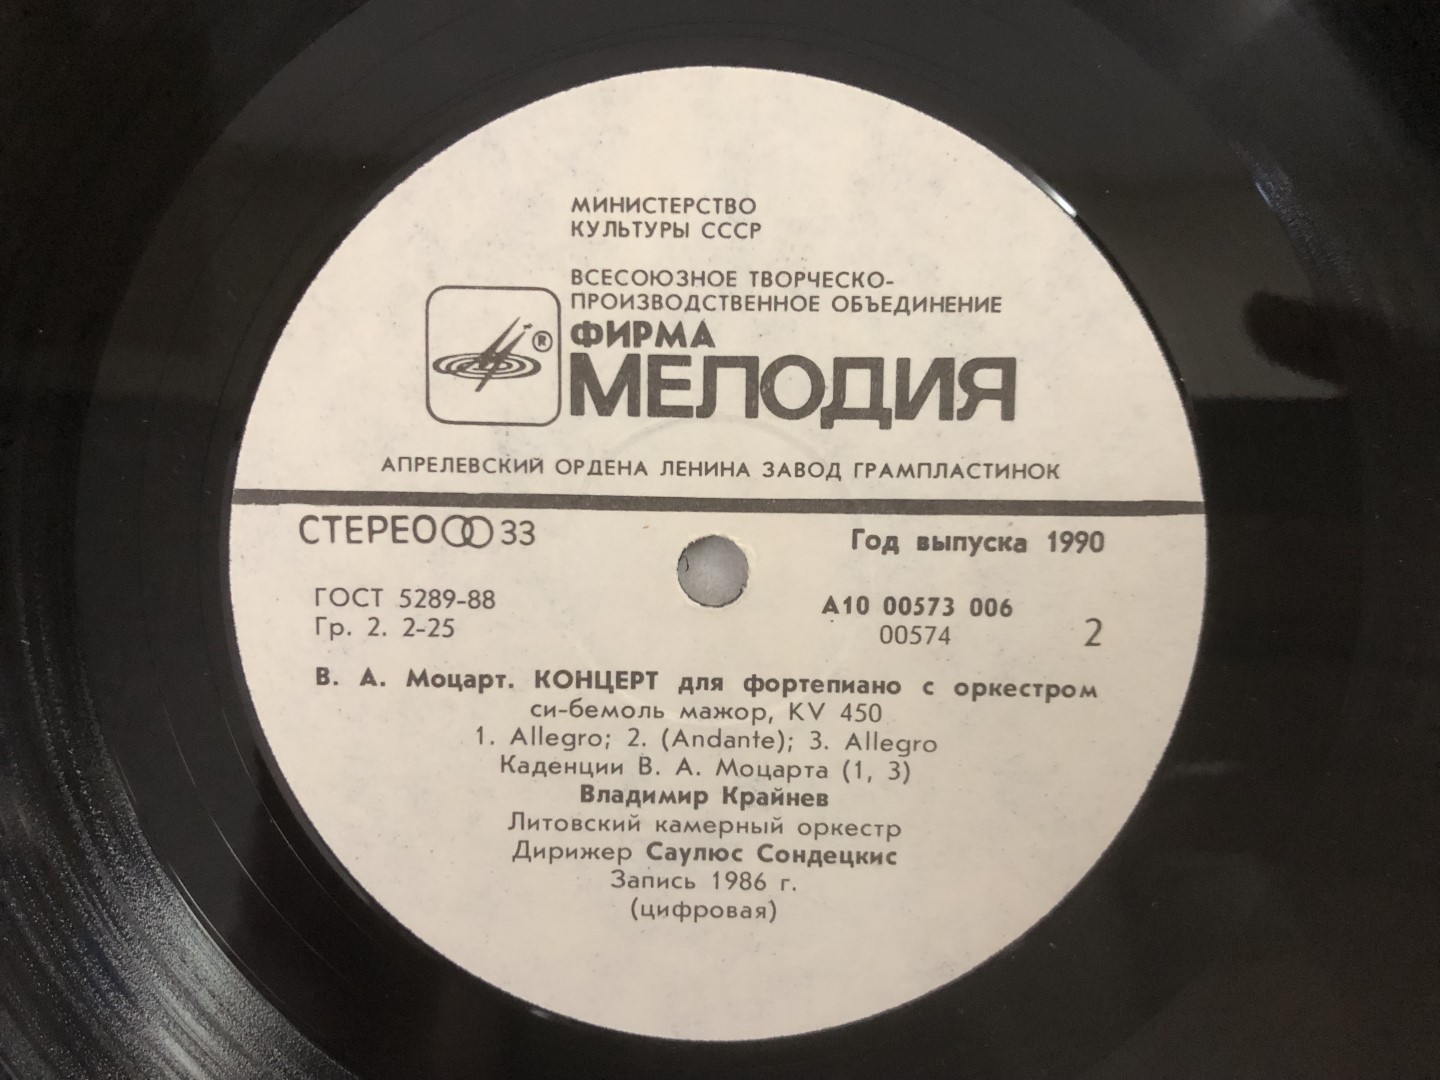 МИНИСТЕРСТВО
КУЛЬТУРЫ СССР
ВСЕСОЮЗНОЕ ТВОРЧЕСКО-
ПРОИЗВОДСТВЕННОЕ ОБЪЕДИНЕНИЕ
®
ФИРМА
МЕЛОДИЯ
АПРЕЛЕВСКИЙ ОРДЕНА ЛЕНИНА ЗАВОД ГРАМПЛАСТИНОК
СТЕРЕО 33
Год выпуска 1990
ГОСТ 5289-88
Гр. 2. 2-25
А10 00573 006
00574
2
В. А. Моцарт. КОНЦЕРТ для фортепиано с оркестром
си-бемоль мажор, KV 450
1. Allegro; 2. (Andante); 3. Allegro
Каденции В. А. Моцарта (1, 3)
Владимир Крайнев
Литовский камерный оркестр
Дирижер Саулюс Сондецкис
Запись 1986 г.
(цифровая)